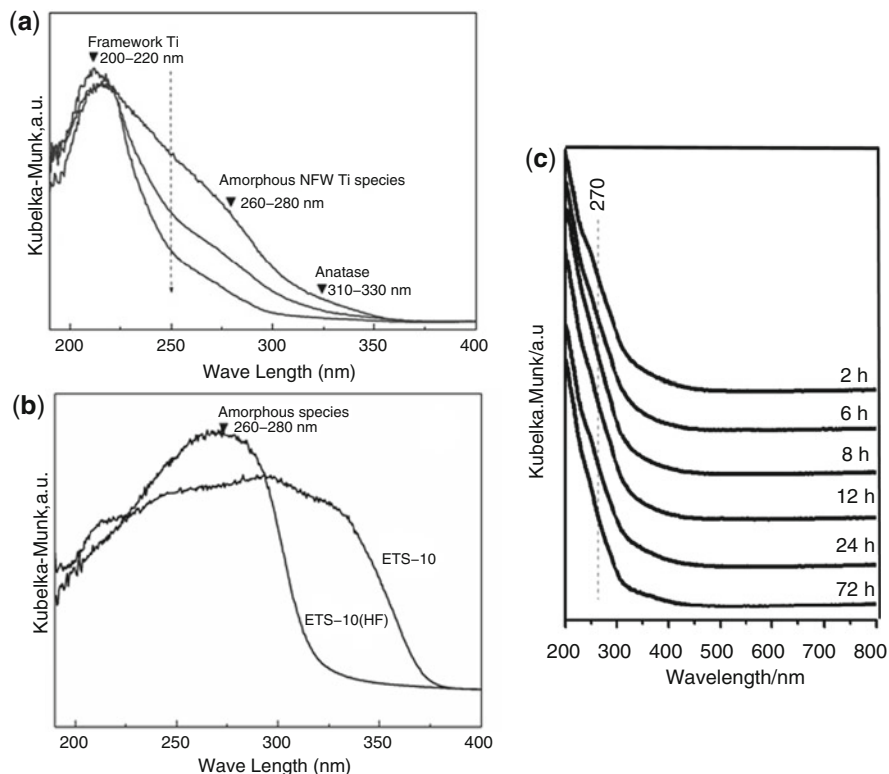 (a)
Framework Ti
200–220 nm
Amorphous NFW Ti species
260–280 nm
Anatase
310–330 nm
Kubelka-Munk,a.u.
200 250 300 350 400
Wave Length (nm)
(b)
Amorphous species
260–280 nm
ETS–10
ETS–10(HF)
Kubelka-Munk,a.u.
200 250 300 350 400
Wave Length (nm)
(c)
270
2 h
6 h
8 h
12 h
24 h
72 h
Kubelka.Munk/a.u
200 300 400 500 600 700 800
Wavelength/nm